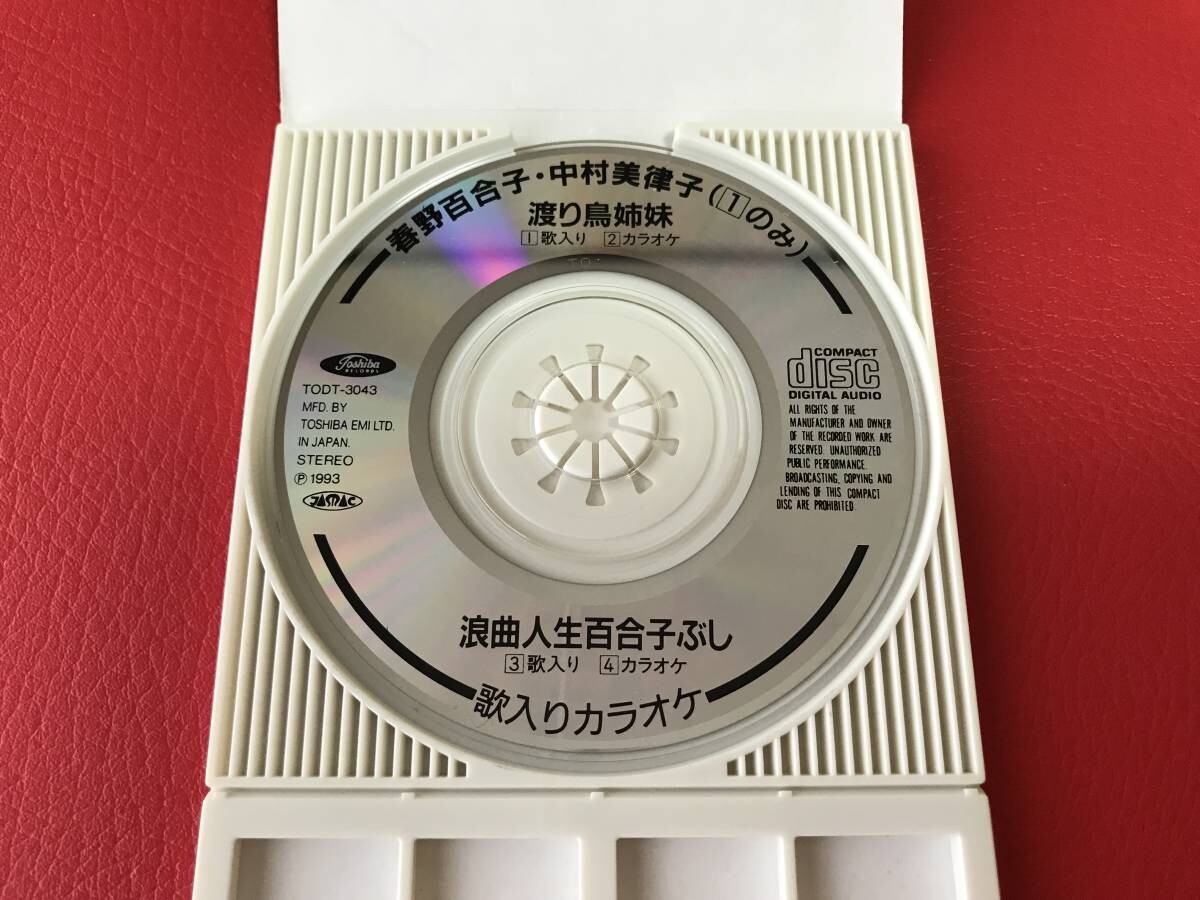 春野百合子・中村美律子(1のみ)
渡り鳥姉妹
1歌入り 2カラオケ
Toshiba
RECORDS
TODT-3043
MFD. BY
TOSHIBA EMI LTD.
IN JAPAN.
STEREO
Ⓟ 1993
JASRAC
COMPACT
disc
DIGITAL AUDIO
ALL RIGHTS OF THE
MANUFACTURER AND OWNER
OF THE RECORDED WORK ARE
RESERVED. UNAUTHORIZED
PUBLIC PERFORMANCE.
BROADCASTING, COPYING AND
LENDING OF THIS COMPACT
DISC ARE PROHIBITED.
浪曲人生百合子ぶし
3歌入り 4カラオケ
歌入りカラオケ